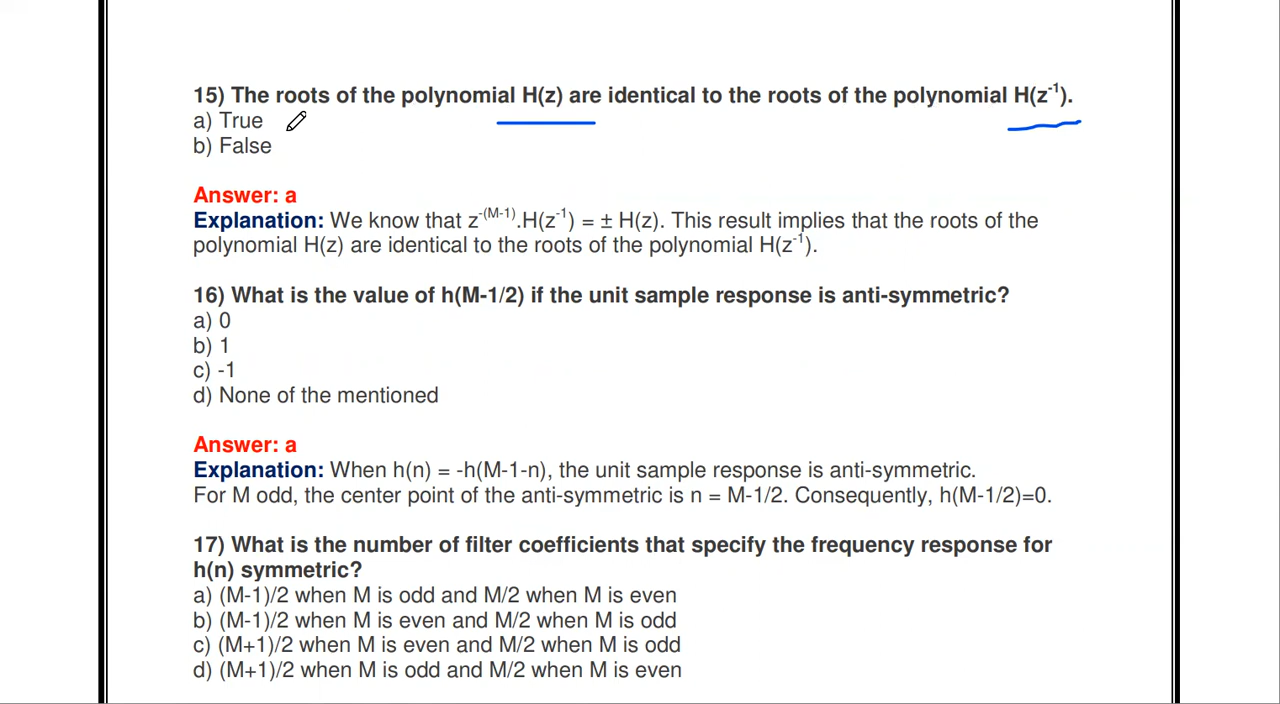 15) The roots of the polynomial H(z) are identical to the roots of the polynomial H(z⁻¹).
a) True
b) False
Answer: a
Explanation: We know that z⁻⁽ᴹ⁻¹⁾.H(z⁻¹) = ± H(z). This result implies that the roots of the
polynomial H(z) are identical to the roots of the polynomial H(z⁻¹).
16) What is the value of h(M-1/2) if the unit sample response is anti-symmetric?
a) 0
b) 1
c) -1
d) None of the mentioned
Answer: a
Explanation: When h(n) = -h(M-1-n), the unit sample response is anti-symmetric.
For M odd, the center point of the anti-symmetric is n = M-1/2. Consequently, h(M-1/2)=0.
17) What is the number of filter coefficients that specify the frequency response for
h(n) symmetric?
a) (M-1)/2 when M is odd and M/2 when M is even
b) (M-1)/2 when M is even and M/2 when M is odd
c) (M+1)/2 when M is even and M/2 when M is odd
d) (M+1)/2 when M is odd and M/2 when M is even